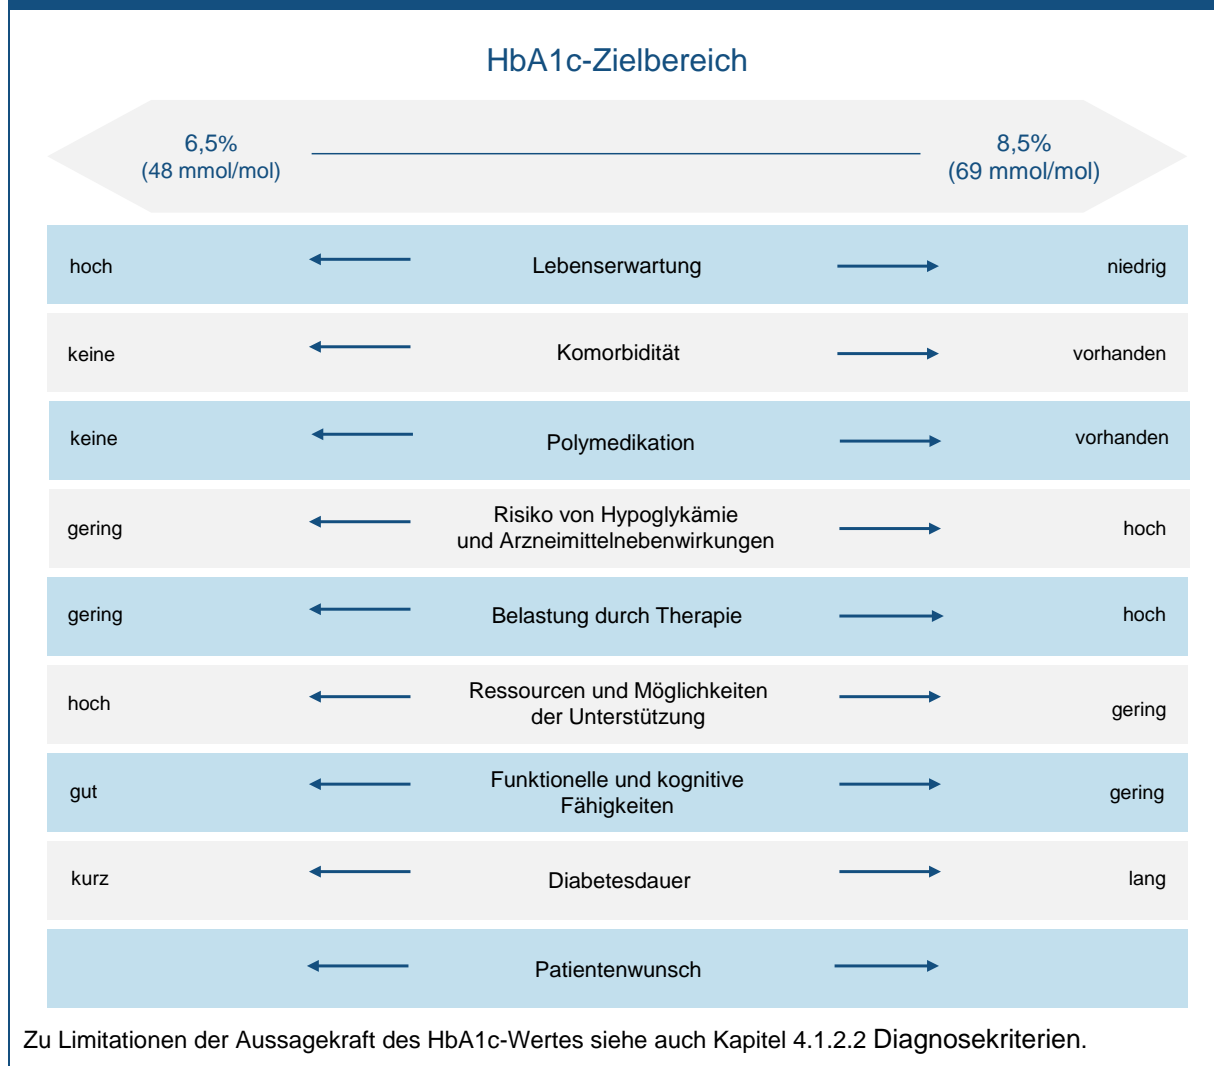 HbA1c-Zielbereich
6,5%
(48 mmol/mol)
8,5%
(69 mmol/mol)
hoch
Lebenserwartung
niedrig
keine
Komorbidität
vorhanden
keine
Polymedikation
vorhanden
gering
Risiko von Hypoglykämie
und Arzneimittelnebenwirkungen
hoch
gering
Belastung durch Therapie
hoch
hoch
Ressourcen und Möglichkeiten
der Unterstützung
gering
gut
Funktionelle und kognitive
Fähigkeiten
gering
kurz
Diabetesdauer
lang
Patientenwunsch
Zu Limitationen der Aussagekraft des HbA1c-Wertes siehe auch Kapitel 4.1.2.2 Diagnosekriterien.